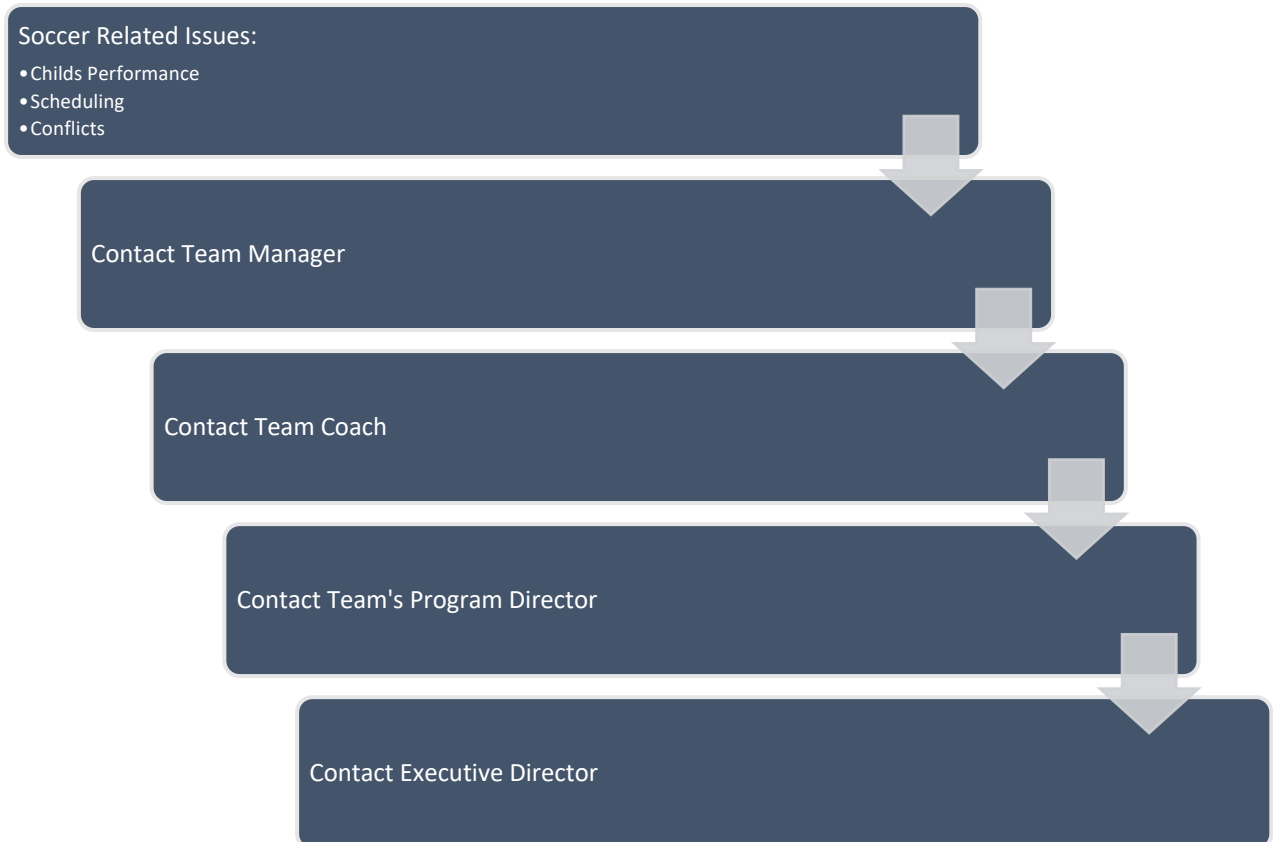 Soccer Related Issues:
•Childs Performance
•Scheduling
•Conflicts
Contact Team Manager
Contact Team Coach
Contact Team's Program Director
Contact Executive Director